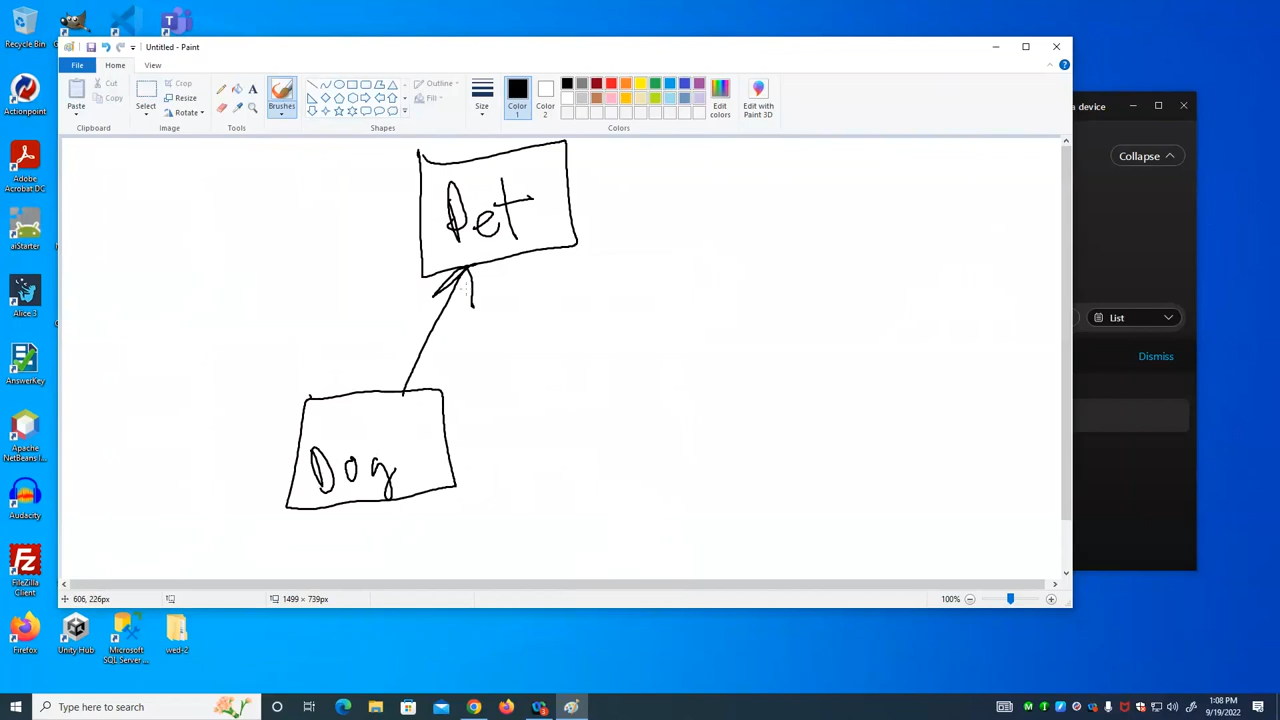 Recycle Bin
Untitled - Paint
File
Home
View
Paste
Cut
Copy
Clipboard
Select
Crop
Resize
Rotate
Image
A
Tools
Brushes
Shapes
Outline
Fill
Size
Color 1
Color 2
Edit colors
Colors
Edit with Paint 3D
a device
Collapse
List
Dismiss
Pet
Dog
Actionpoint
Adobe Acrobat DC
aiStarter
Alice 3
AnswerKey
Apache NetBeans I...
Audacity
FileZilla Client
Firefox
Unity Hub
Microsoft SQL Server ...
wed-2
606, 226px
1499 × 739px
100%
Type here to search
1:08 PM
9/19/2022